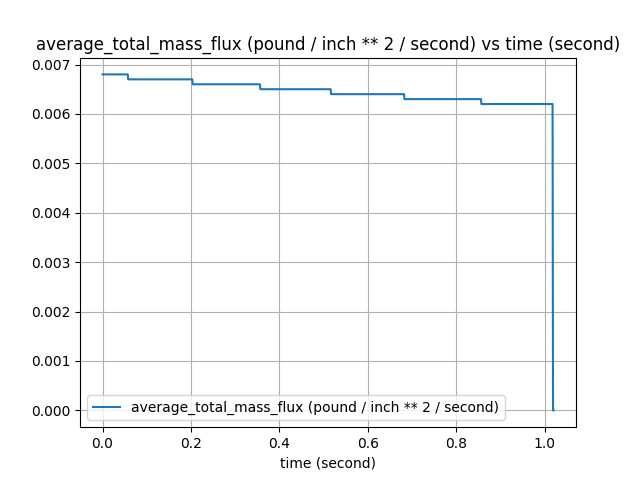 average_total_mass_flux (pound / inch ** 2 / second) vs time (second)
0.007
0.006
0.005
0.004
0.003
0.002
0.001
0.000
average_total_mass_flux (pound / inch ** 2 / second)
0.0 0.2 0.4 0.6 0.8 1.0
time (second)